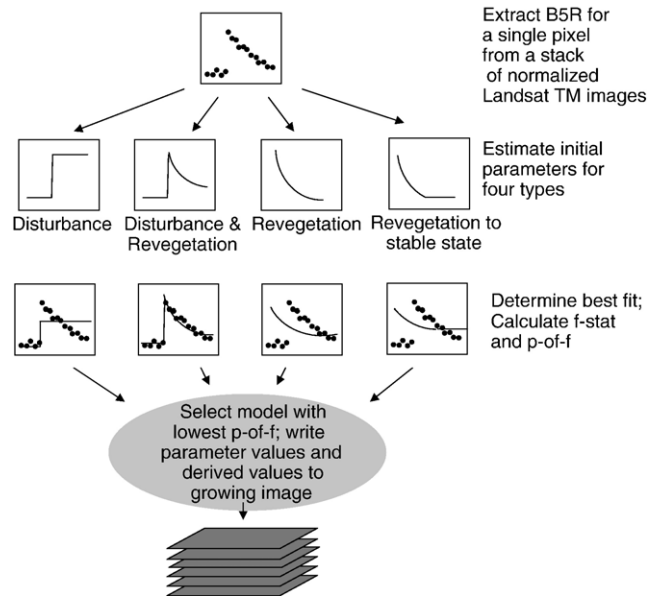 Extract B5R for
a single pixel
from a stack
of normalized
Landsat TM images
Estimate initial
parameters for
four types
Disturbance
Disturbance &
Revegetation
Revegetation
Revegetation to
stable state
Determine best fit;
Calculate f-stat
and p-of-f
Select model with
lowest p-of-f; write
parameter values and
derived values to
growing image